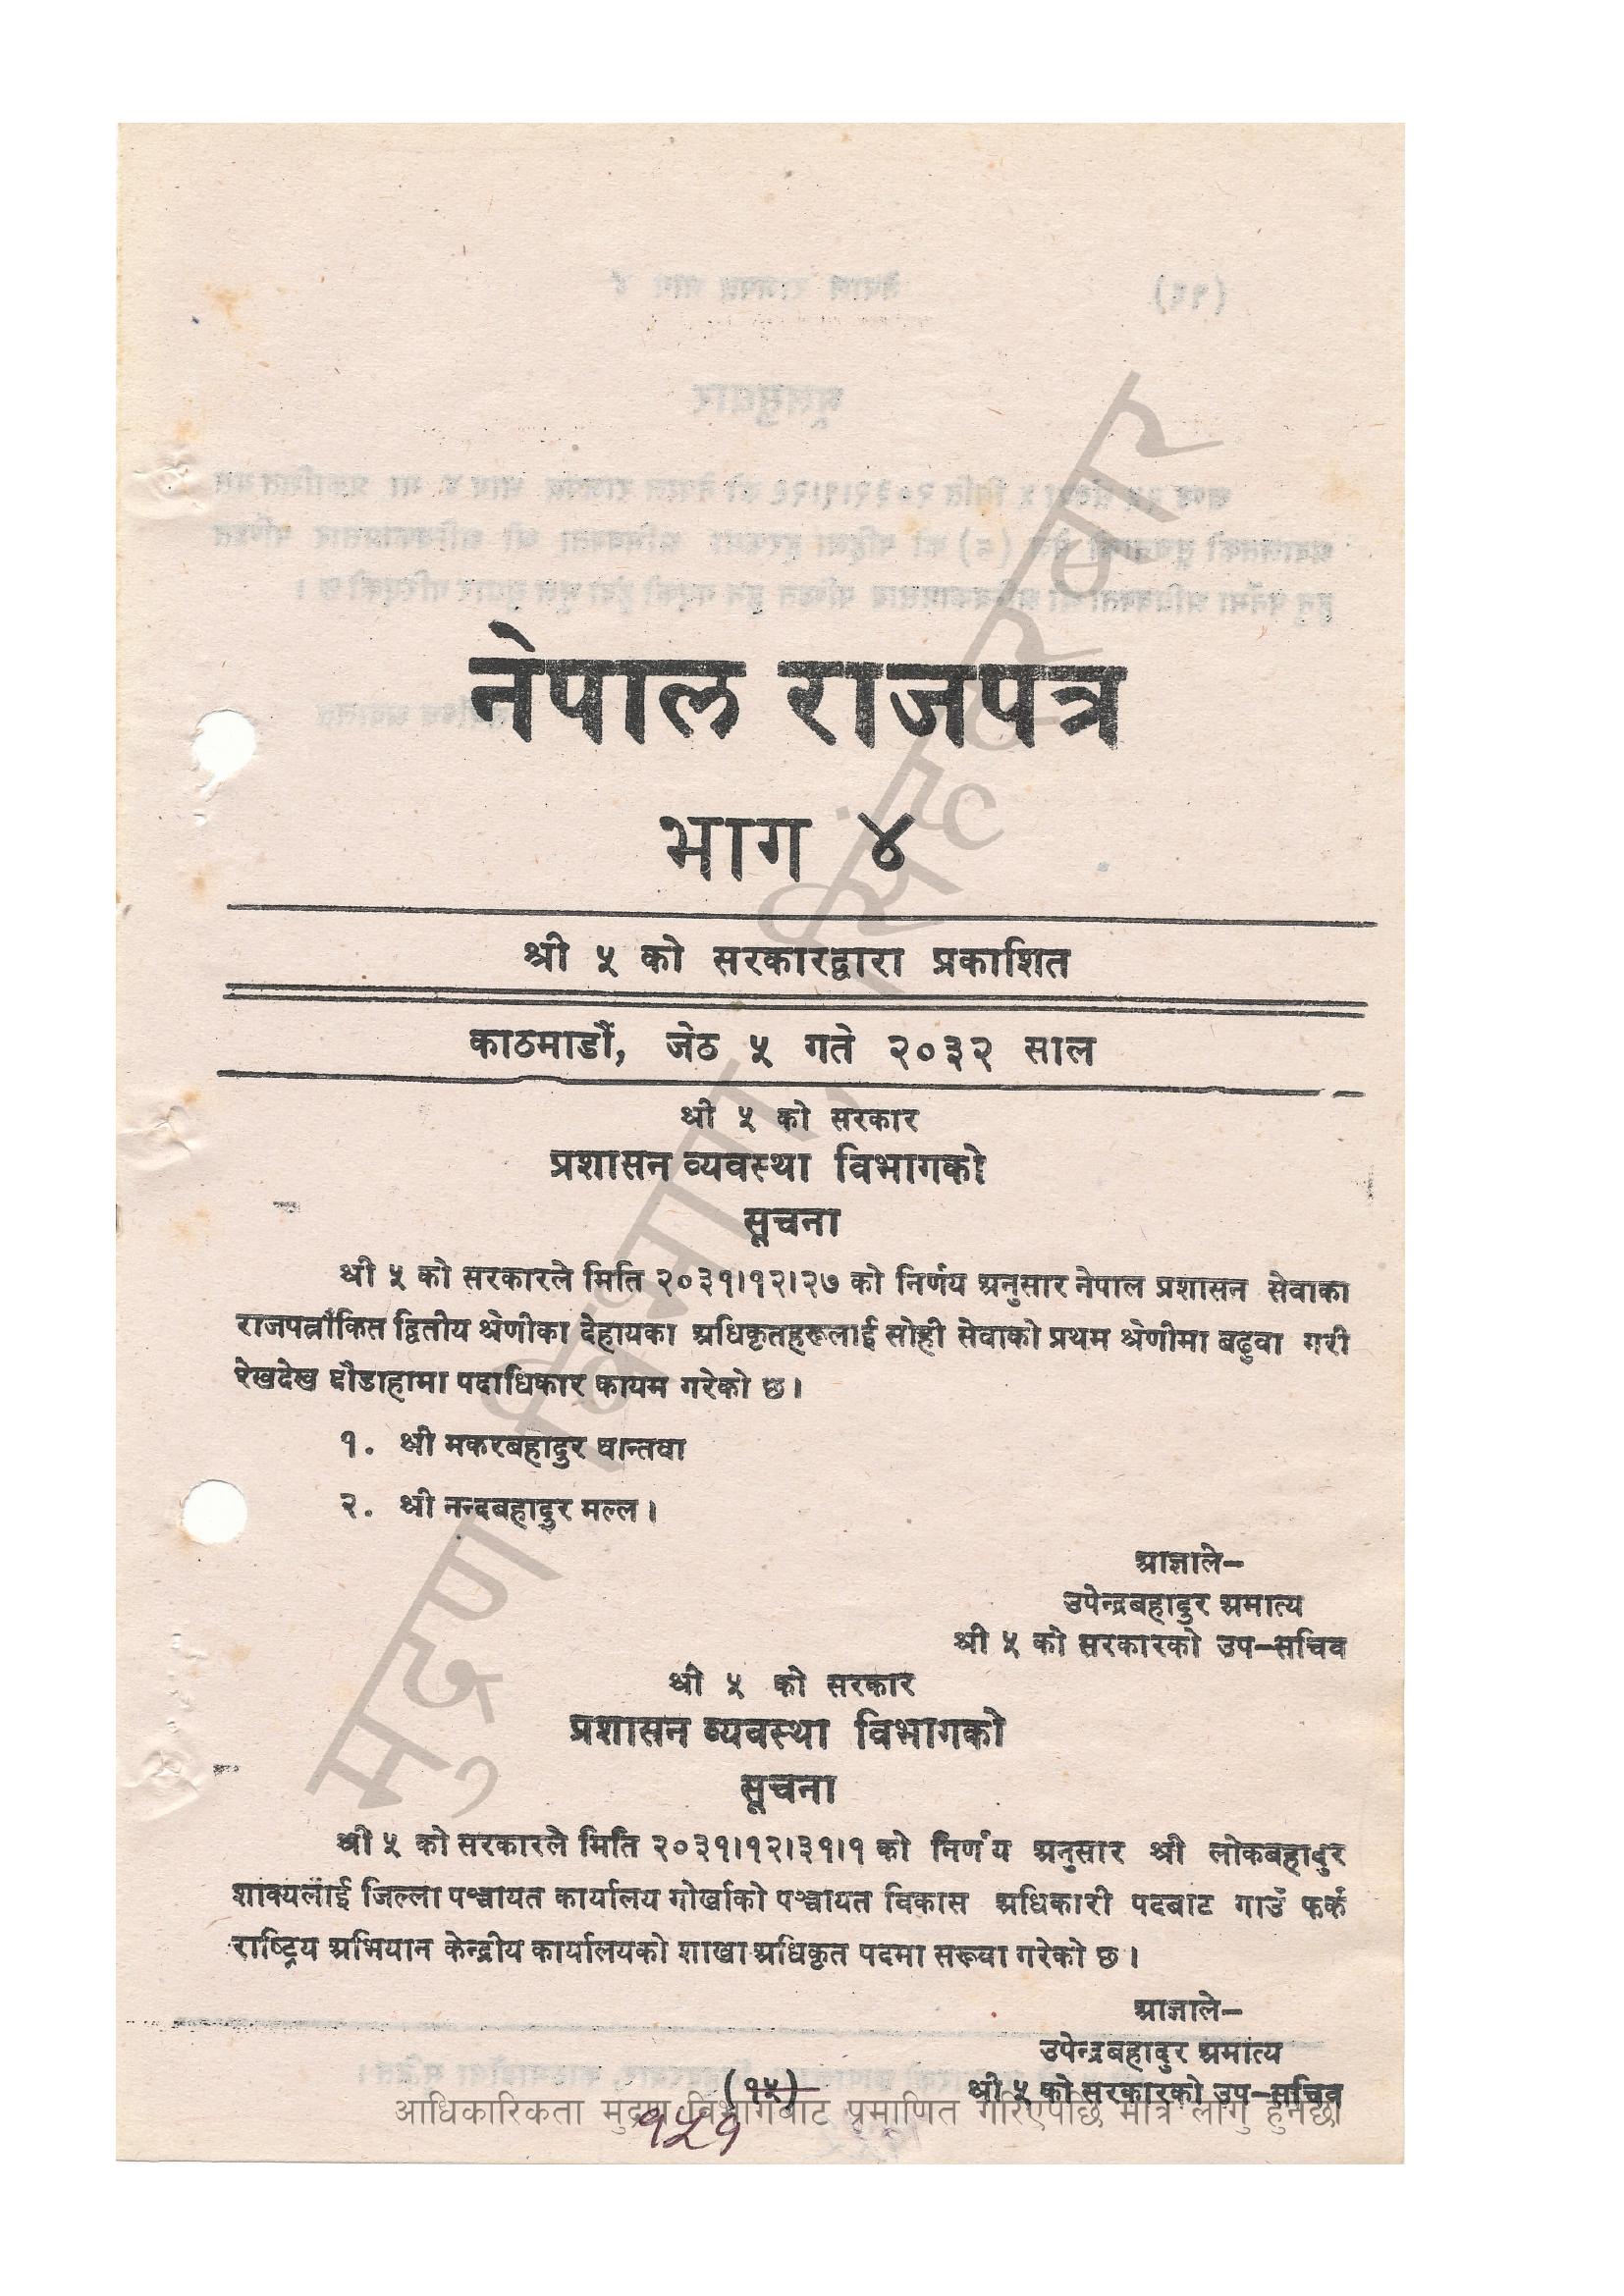 नेपाल राजपत्र
भाग ४
श्री ५ को सरकारद्वारा प्रकाशित
काठमाडौं, जेठ ५ गते २०३२ साल
श्री ५ को सरकार
प्रशासन व्यवस्था विभागको
सूचना
श्री ५ को सरकारले मिति २०३१।१२।२७ को निर्णय अनुसार नेपाल प्रशासन सेवाका
राजपत्रांकित द्वितीय श्रेणीका देहायका अधिकृतहरूलाई सोही सेवाको प्रथम श्रेणीमा बढुवा गरी
रेखदेख दौडाहामा पदाधिकार कायम गरेको छ।
१. श्री मकरबहादुर वान्तवा
२. श्री नन्दबहादुर मल्ल।
आज्ञाले-
उपेन्द्रबहादुर अमात्य
श्री ५ को सरकारको उप-सचिव
श्री ५ को सरकार
प्रशासन व्यवस्था विभागको
सूचना
श्री ५ को सरकारले मिति २०३१।१२।३१।१ को निर्णय अनुसार श्री लोकबहादुर
शाक्यलाई जिल्ला पञ्चायत कार्यालय गोर्खाको पञ्चायत विकास अधिकारी पदबाट गाउँ फर्क
राष्ट्रिय अभियान केन्द्रीय कार्यालयको शाखा अधिकृत पदमा सरूवा गरेको छ।
आज्ञाले-
उपेन्द्रबहादुर अमात्य
श्री ५ को सरकारको उप-सचिव
(१५)
आधिकारिकता मुद्रण विभागबाट प्रमाणित गरिएपछि मात्र लागु हुनेछ।
१५१
मुद्रण विभाग, सिंहदरबार